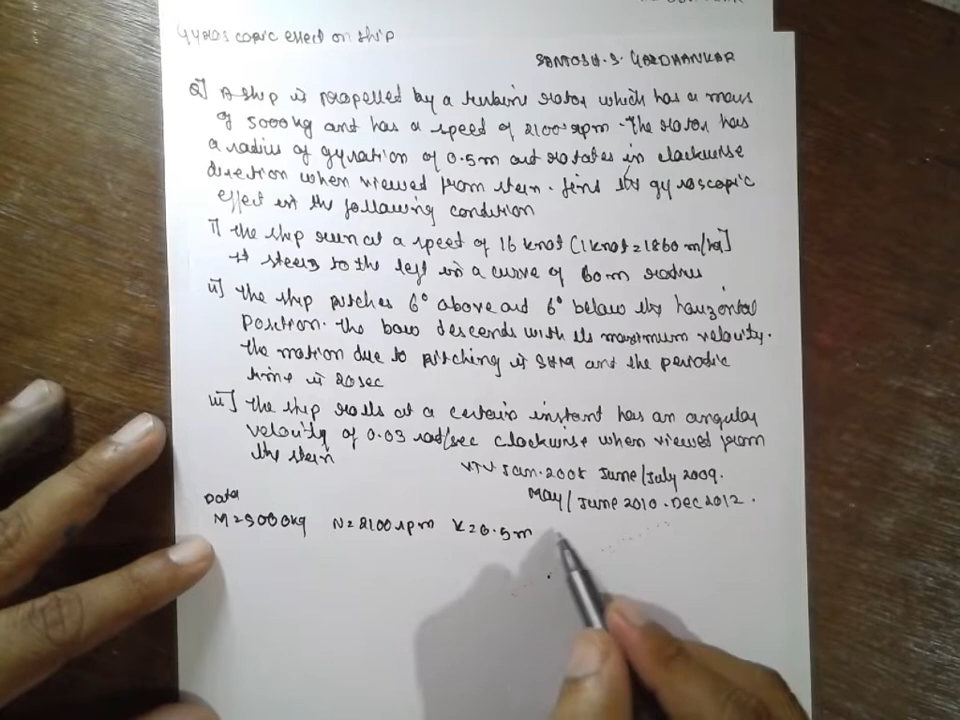 Gyroscopic effect on ship
SANTOSH.S. GARDHANKAR
Q] A ship is propelled by a turbine rotor which has a mass
of 5000kg and has a speed of 2100 rpm. The rotor has
a radius of gyration of 0.5m and rotates in clockwise
direction when viewed from stern. find the gyroscopic
effect in the following condition
i] The ship run at a speed of 16 knot (1 knot = 1860 m/hr]
It steers to the left in a curve of 60m radius
ii] The ship pitches 6° above and 6° below the horizontal
Position. the bow descends with its maximum velocity.
The motion due to pitching is SHM and the periodic
time is 20sec
iii] The ship rolls at a certain instant has an angular
velocity of 0.03 rad/sec clockwise when viewed from
the stern
VTU Jan. 2008 June/July 2009.
May/June 2010. Dec 2012.
Data
M=5000kg N=2100rpm K=0.5m